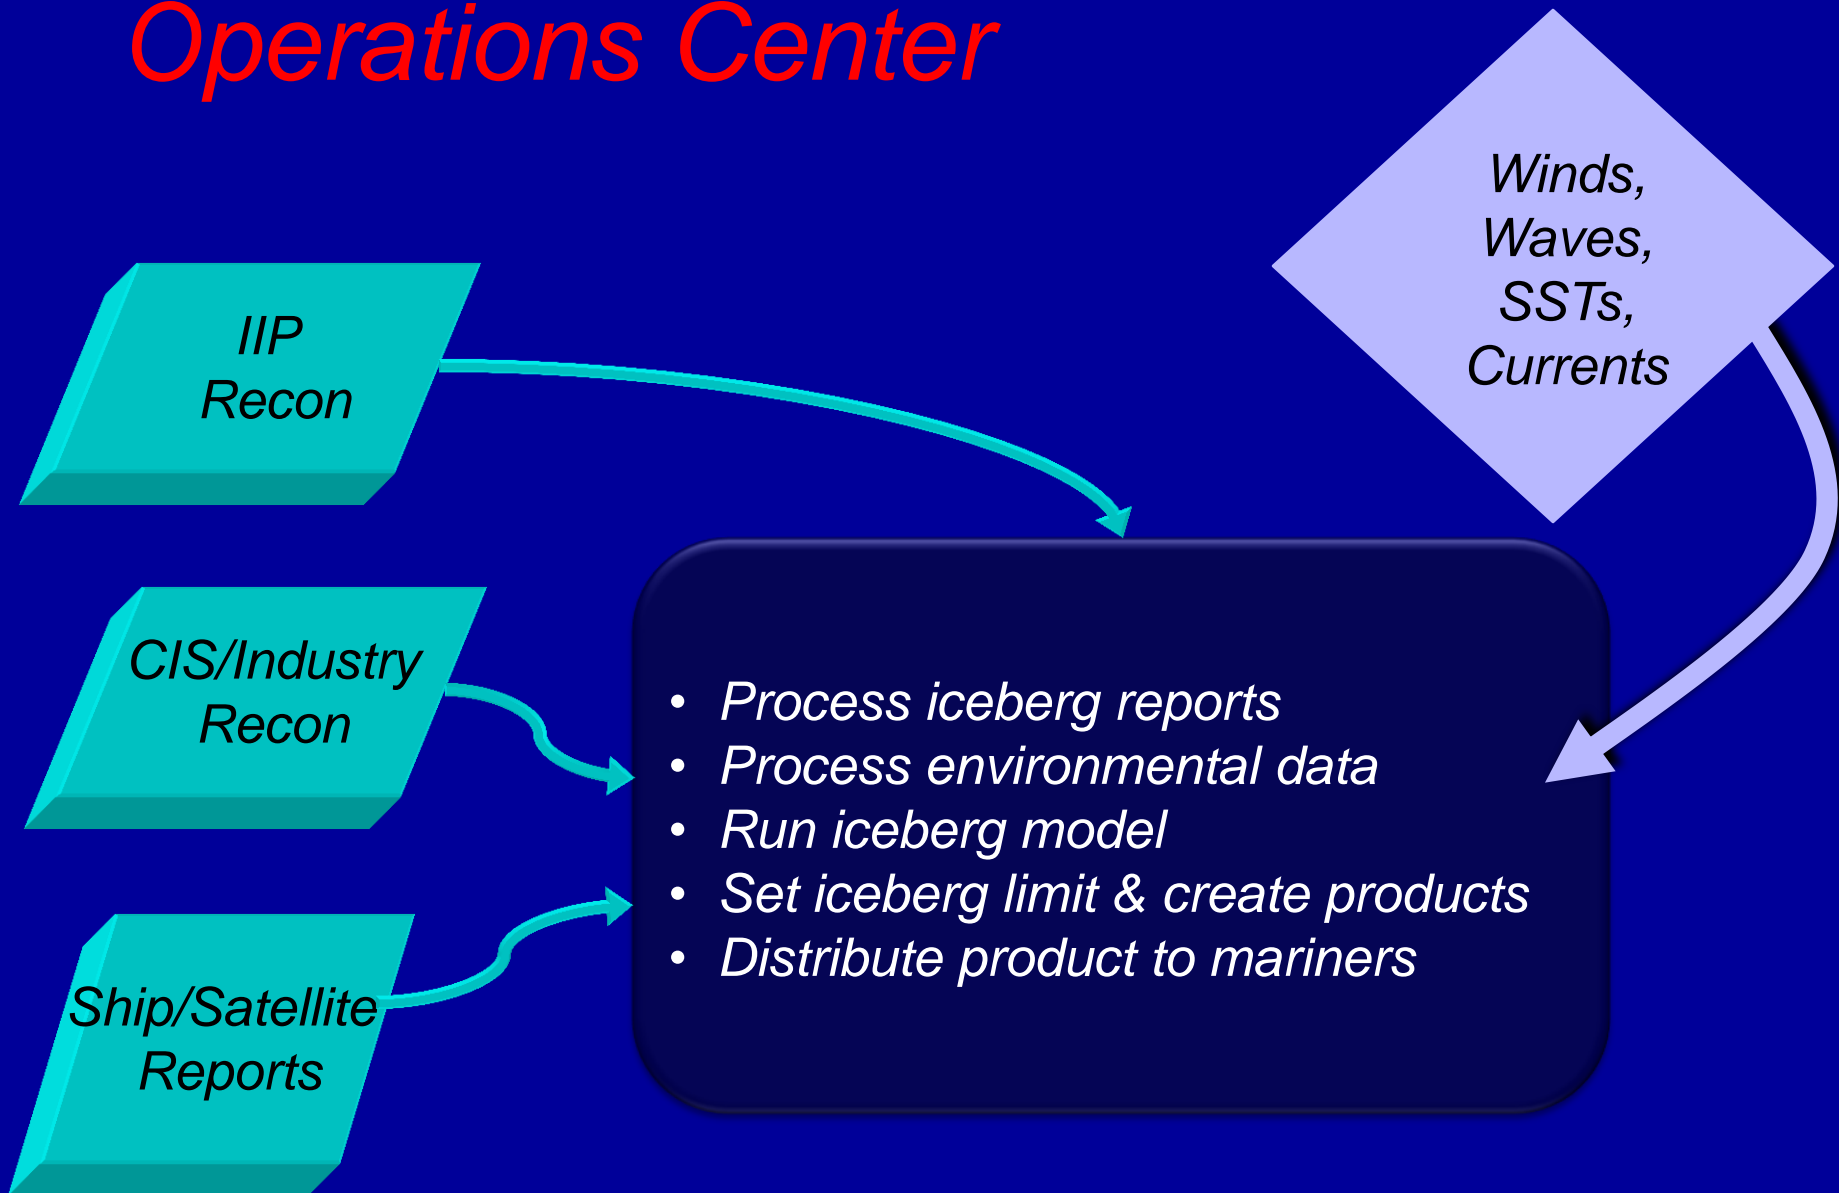 Operations Center
Winds,
Waves,
SSTs,
Currents
IIP
Recon
CIS/Industry
Recon
Ship/Satellite
Reports
• Process iceberg reports
• Process environmental data
• Run iceberg model
• Set iceberg limit & create products
• Distribute product to mariners